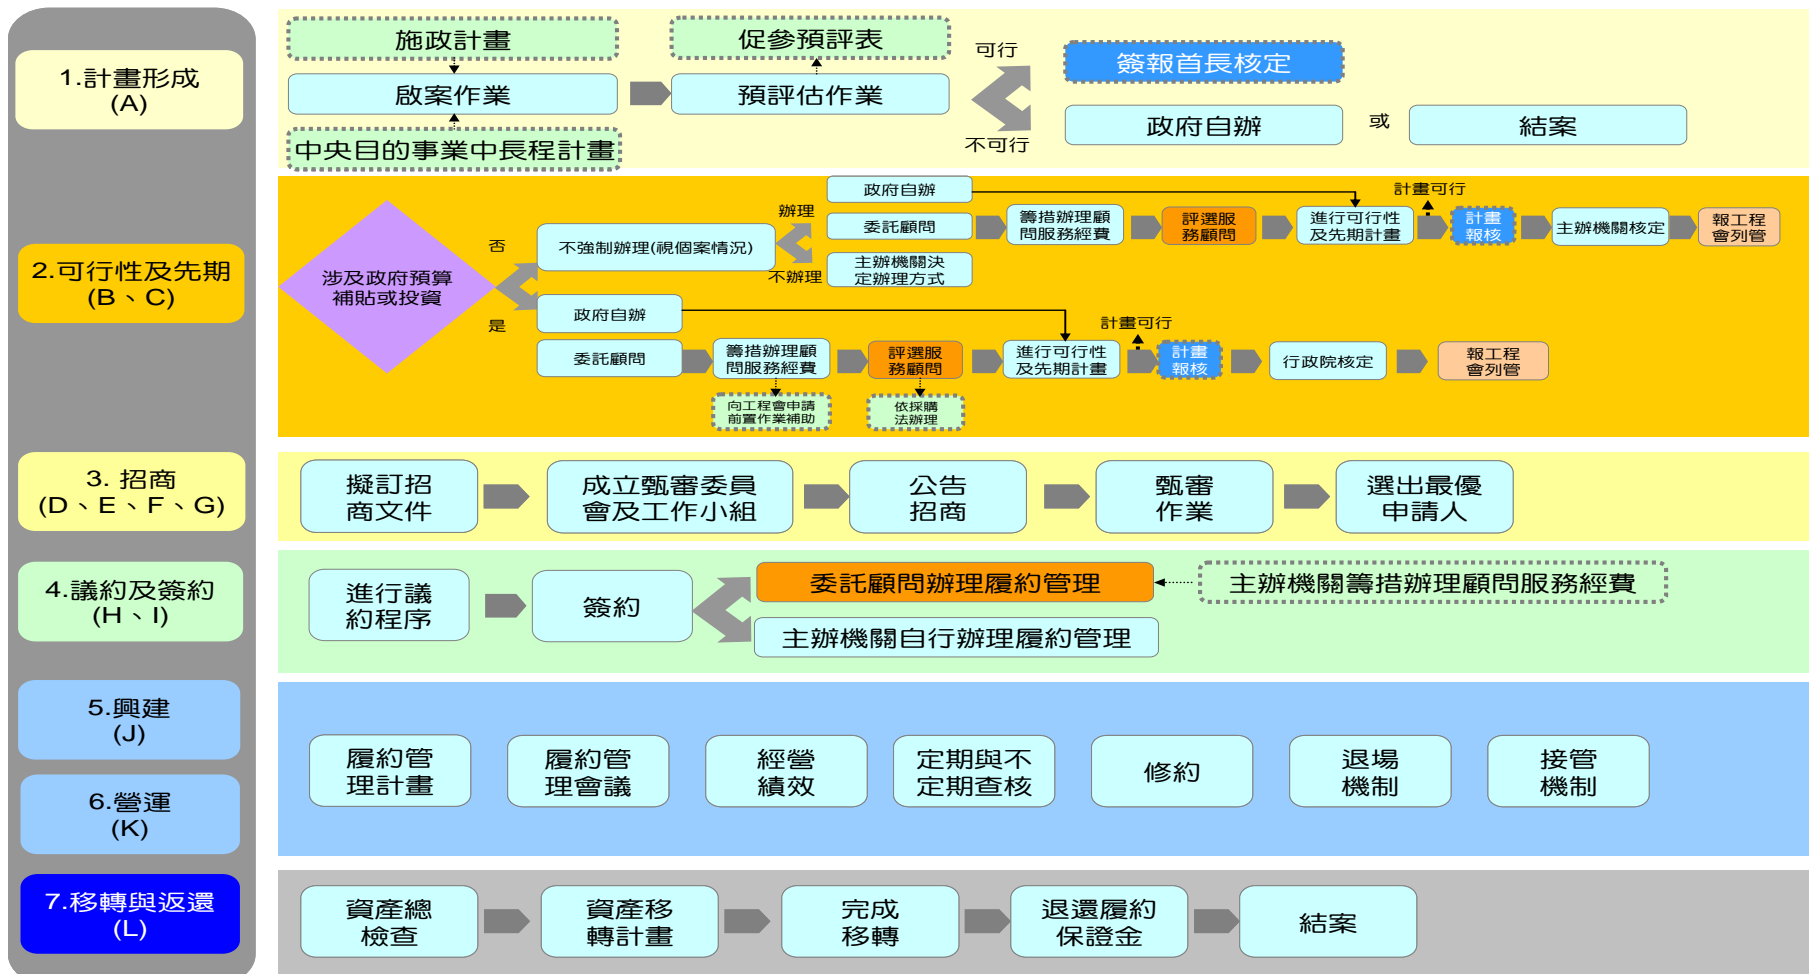 1.計畫形成
(A)
施政計畫
促參預評表
可行
簽報首長核定
啟案作業
預評估作業
中央目的事業中長程計畫
不可行
政府自辦
或
結案
2.可行性及先期
(B、C)
涉及政府預算
補貼或投資
否
不強制辦理(視個案情況)
辦理
不辦理
政府自辦
委託顧問
籌措辦理顧
問服務經費
評選服
務顧問
進行可行性
及先期計畫
計畫可行
計畫
報核
主辦機關核定
報工程
會列管
主辦機關決
定辦理方式
是
政府自辦
委託顧問
籌措辦理顧
問服務經費
評選服
務顧問
進行可行性
及先期計畫
計畫可行
計畫
報核
行政院核定
報工程
會列管
向工程會申請
前置作業補助
依採購
法辦理
3. 招商
(D、E、F、G)
擬訂招
商文件
成立甄審委員
會及工作小組
公告
招商
甄審
作業
選出最優
申請人
4.議約及簽約
(H、I)
進行議
約程序
簽約
委託顧問辦理履約管理
主辦機關籌措辦理顧問服務經費
主辦機關自行辦理履約管理
5.興建
(J)
6.營運
(K)
履約管
理計畫
履約管
理會議
經營
績效
定期與不
定期查核
修約
退場
機制
接管
機制
7.移轉與返還
(L)
資產總
檢查
資產移
轉計畫
完成
移轉
退還履約
保證金
結案